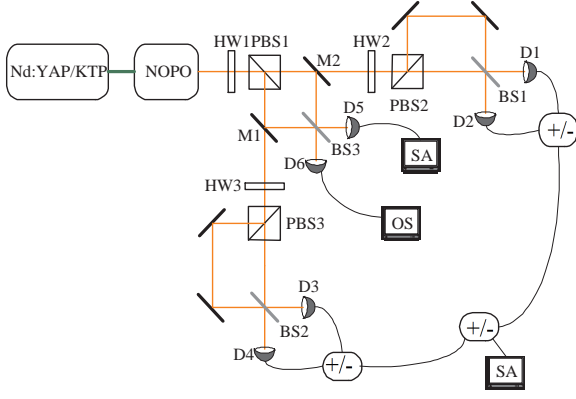 HW1 PBS1
M2
HW2
D1
Nd:YAP/KTP
NOPO
D5
PBS2
BS1
D2
M1
BS3
+/-
D6
SA
HW3
PBS3
OS
D3
BS2
+/-
D4
+/-
SA